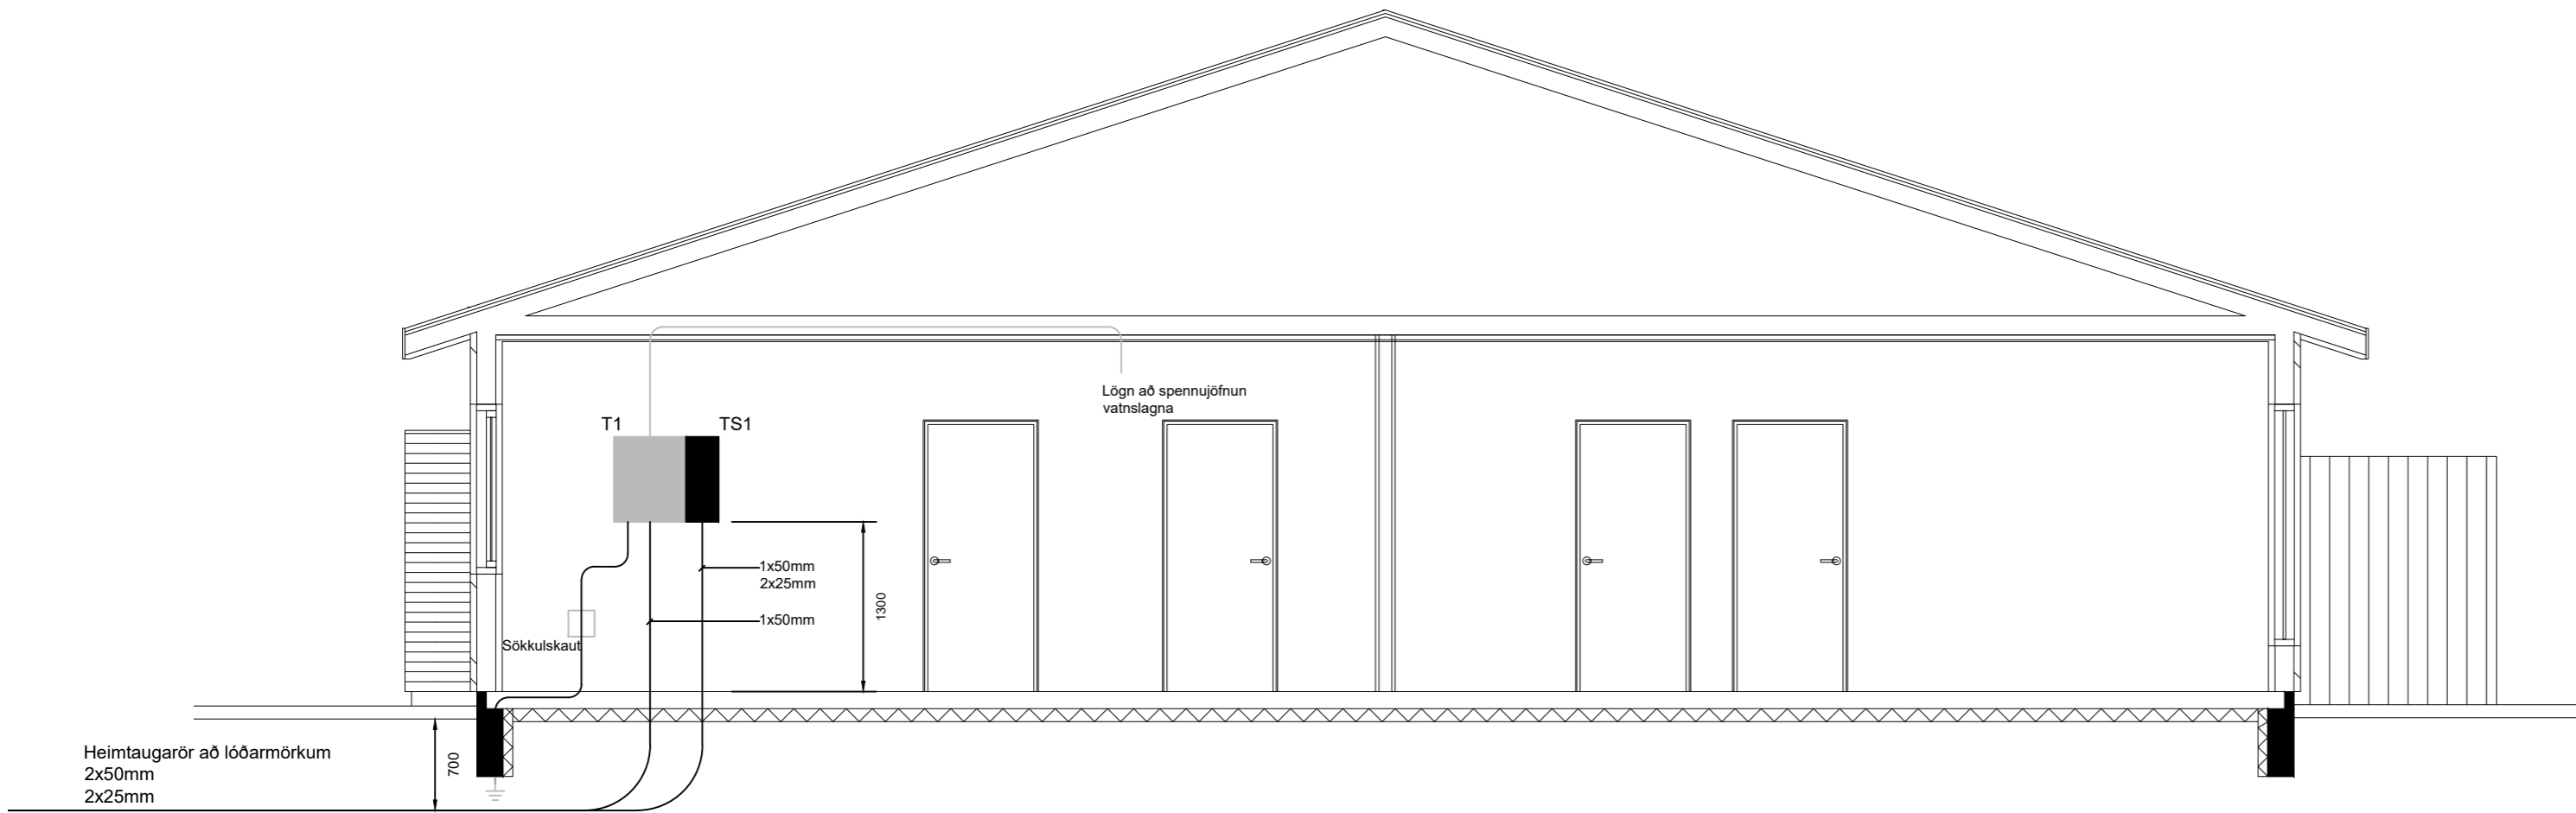 Lögn að spennujöfnun
vatnslagna
T1
TS1
1x50mm
2x25mm
1x50mm
1300
Sökkulskaut
Heimtaugarör að lóðarmörkum
2x50mm
2x25mm
700